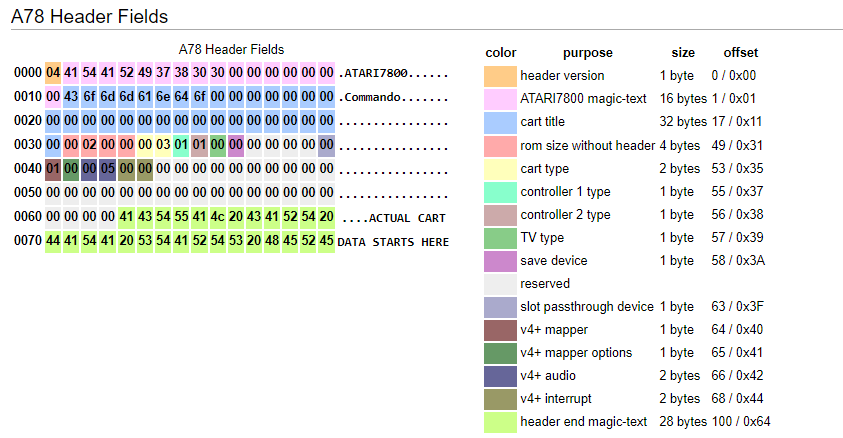 A78 Header Fields
A78 Header Fields
0000 04 41 54 41 52 49 37 38 30 30 00 00 00 00 00 00 .ATARI7800......
0010 00 43 6f 6d 6d 61 6e 64 6f 00 00 00 00 00 00 00 .Commando.......
0020 00 00 00 00 00 00 00 00 00 00 00 00 00 00 00 00 ................
0030 00 00 02 00 00 00 03 01 01 00 00 00 00 00 00 00 ................
0040 01 00 00 05 00 00 00 00 00 00 00 00 00 00 00 00 ................
0050 00 00 00 00 00 00 00 00 00 00 00 00 00 00 00 00 ................
0060 00 00 00 00 41 43 54 55 41 4c 20 43 41 52 54 20 ....ACTUAL CART
0070 44 41 54 41 20 53 54 41 52 54 53 20 48 45 52 45 DATA STARTS HERE
color purpose size offset
header version 1 byte 0 / 0x00
ATARI7800 magic-text 16 bytes 1 / 0x01
cart title 32 bytes 17 / 0x11
rom size without header 4 bytes 49 / 0x31
cart type 2 bytes 53 / 0x35
controller 1 type 1 byte 55 / 0x37
controller 2 type 1 byte 56 / 0x38
TV type 1 byte 57 / 0x39
save device 1 byte 58 / 0x3A
reserved
slot passthrough device 1 byte 63 / 0x3F
v4+ mapper 1 byte 64 / 0x40
v4+ mapper options 1 byte 65 / 0x41
v4+ audio 2 bytes 66 / 0x42
v4+ interrupt 2 bytes 68 / 0x44
header end magic-text 28 bytes 100 / 0x64